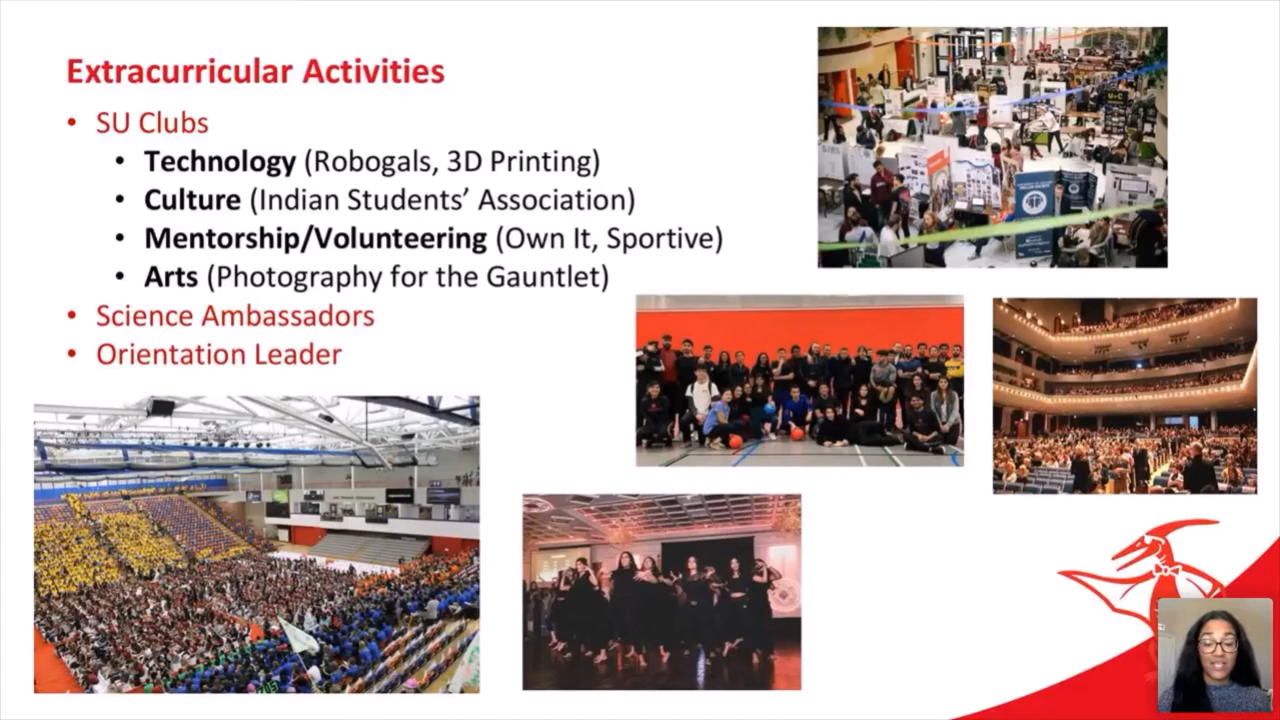 Extracurricular Activities
• SU Clubs
• Technology (Robogals, 3D Printing)
• Culture (Indian Students’ Association)
• Mentorship/Volunteering (Own It, Sportive)
• Arts (Photography for the Gauntlet)
• Science Ambassadors
• Orientation Leader